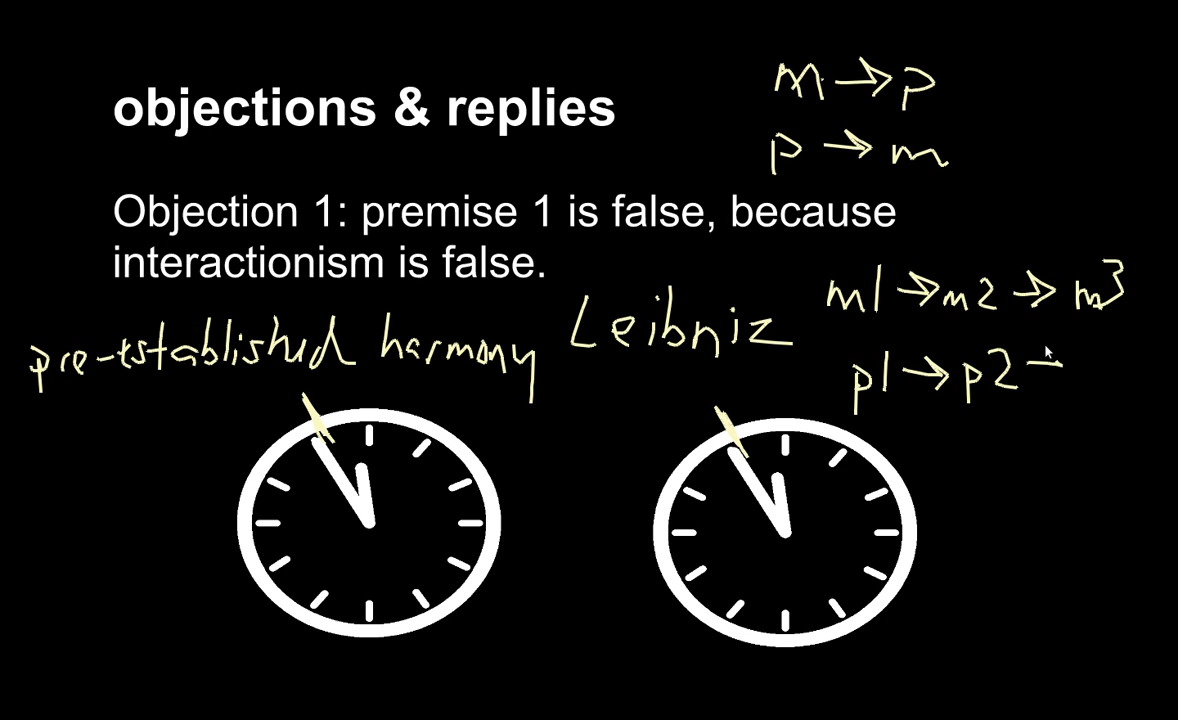 objections & replies
m → p
p → m
Objection 1: premise 1 is false, because
interactionism is false.
m1 → m2 → m3
pre-established harmony Leibniz
p1 → p2 –